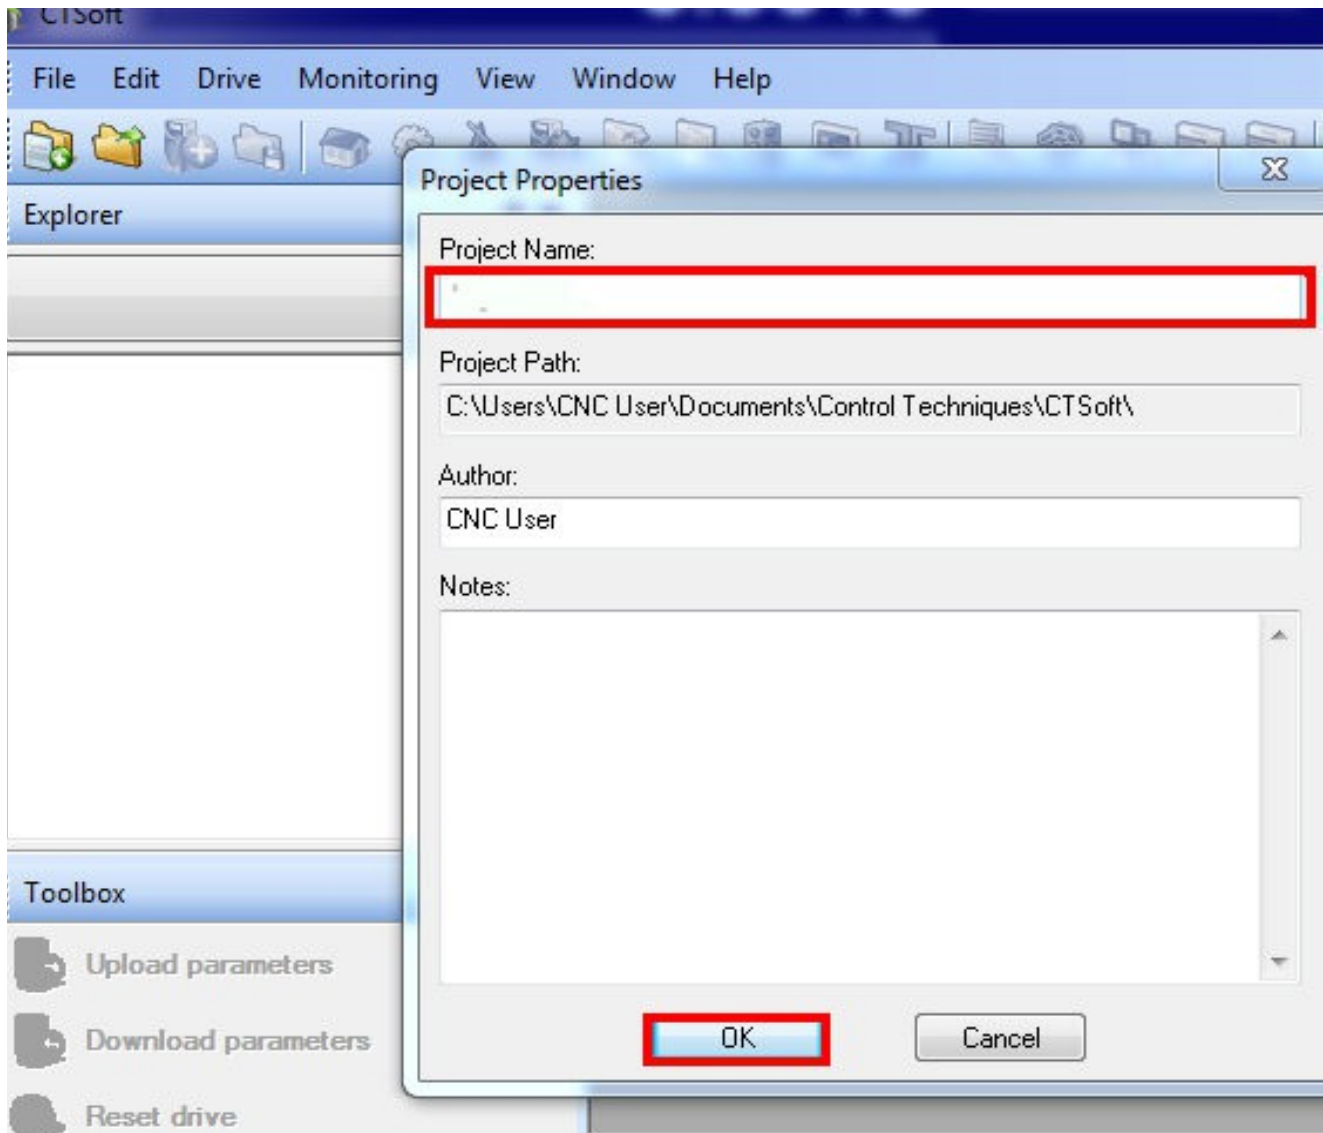 CTSoft
File Edit Drive Monitoring View Window Help
Explorer
Project Properties
Project Name:
Project Path:
C:\Users\CNC User\Documents\Control Techniques\CTSoft\
Author:
CNC User
Notes:
OK Cancel
Toolbox
Upload parameters
Download parameters
Reset drive